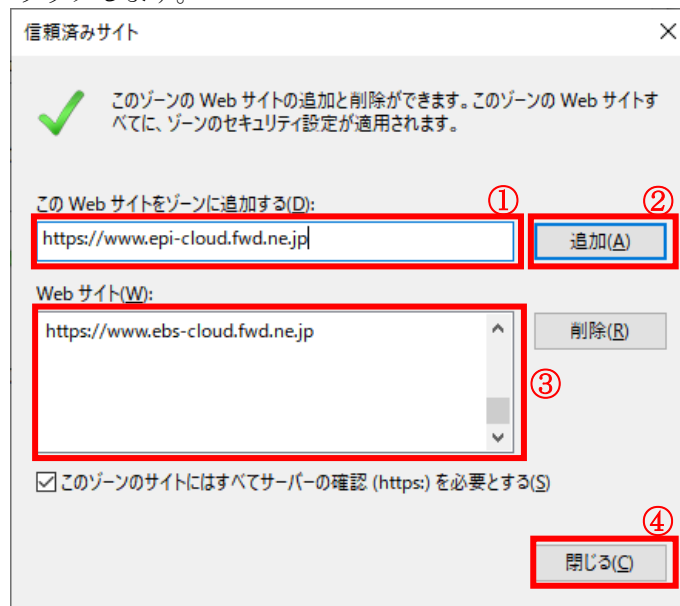 クリックします。
信頼済みサイト
このゾーンの Web サイトの追加と削除ができます。このゾーンの Web サイトす
べてに、ゾーンのセキュリティ設定が適用されます。
この Web サイトをゾーンに追加する(D):
①
②
https://www.epi-cloud.fwd.ne.jp
追加(A)
Web サイト(W):
https://www.ebs-cloud.fwd.ne.jp
削除(R)
③
このゾーンのサイトにはすべてサーバーの確認 (https:) を必要とする(S)
④
閉じる(C)